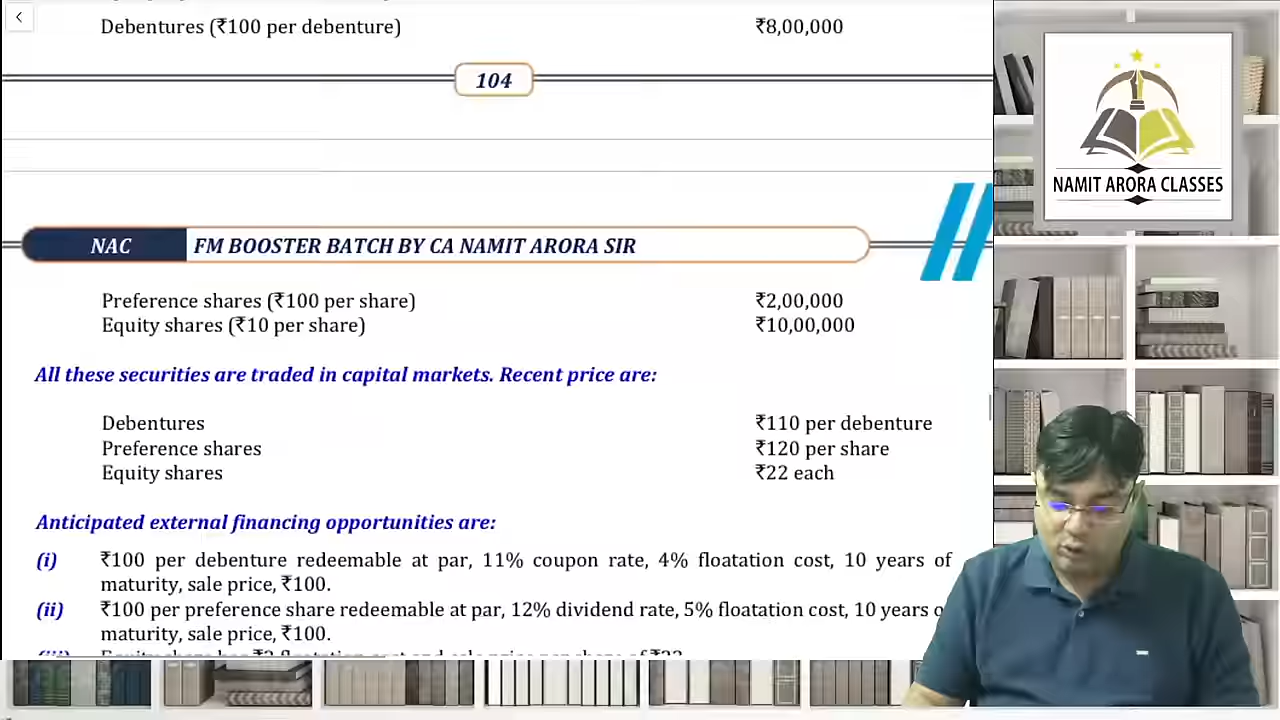 Debentures (₹100 per debenture) ₹8,00,000
104
NAC FM BOOSTER BATCH BY CA NAMIT ARORA SIR
Preference shares (₹100 per share) ₹2,00,000
Equity shares (₹10 per share) ₹10,00,000
All these securities are traded in capital markets. Recent price are:
Debentures ₹110 per debenture
Preference shares ₹120 per share
Equity shares ₹22 each
Anticipated external financing opportunities are:
(i) ₹100 per debenture redeemable at par, 11% coupon rate, 4% floatation cost, 10 years of
maturity, sale price, ₹100.
(ii) ₹100 per preference share redeemable at par, 12% dividend rate, 5% floatation cost, 10 years
maturity, sale price, ₹100.
NAMIT ARORA CLASSES